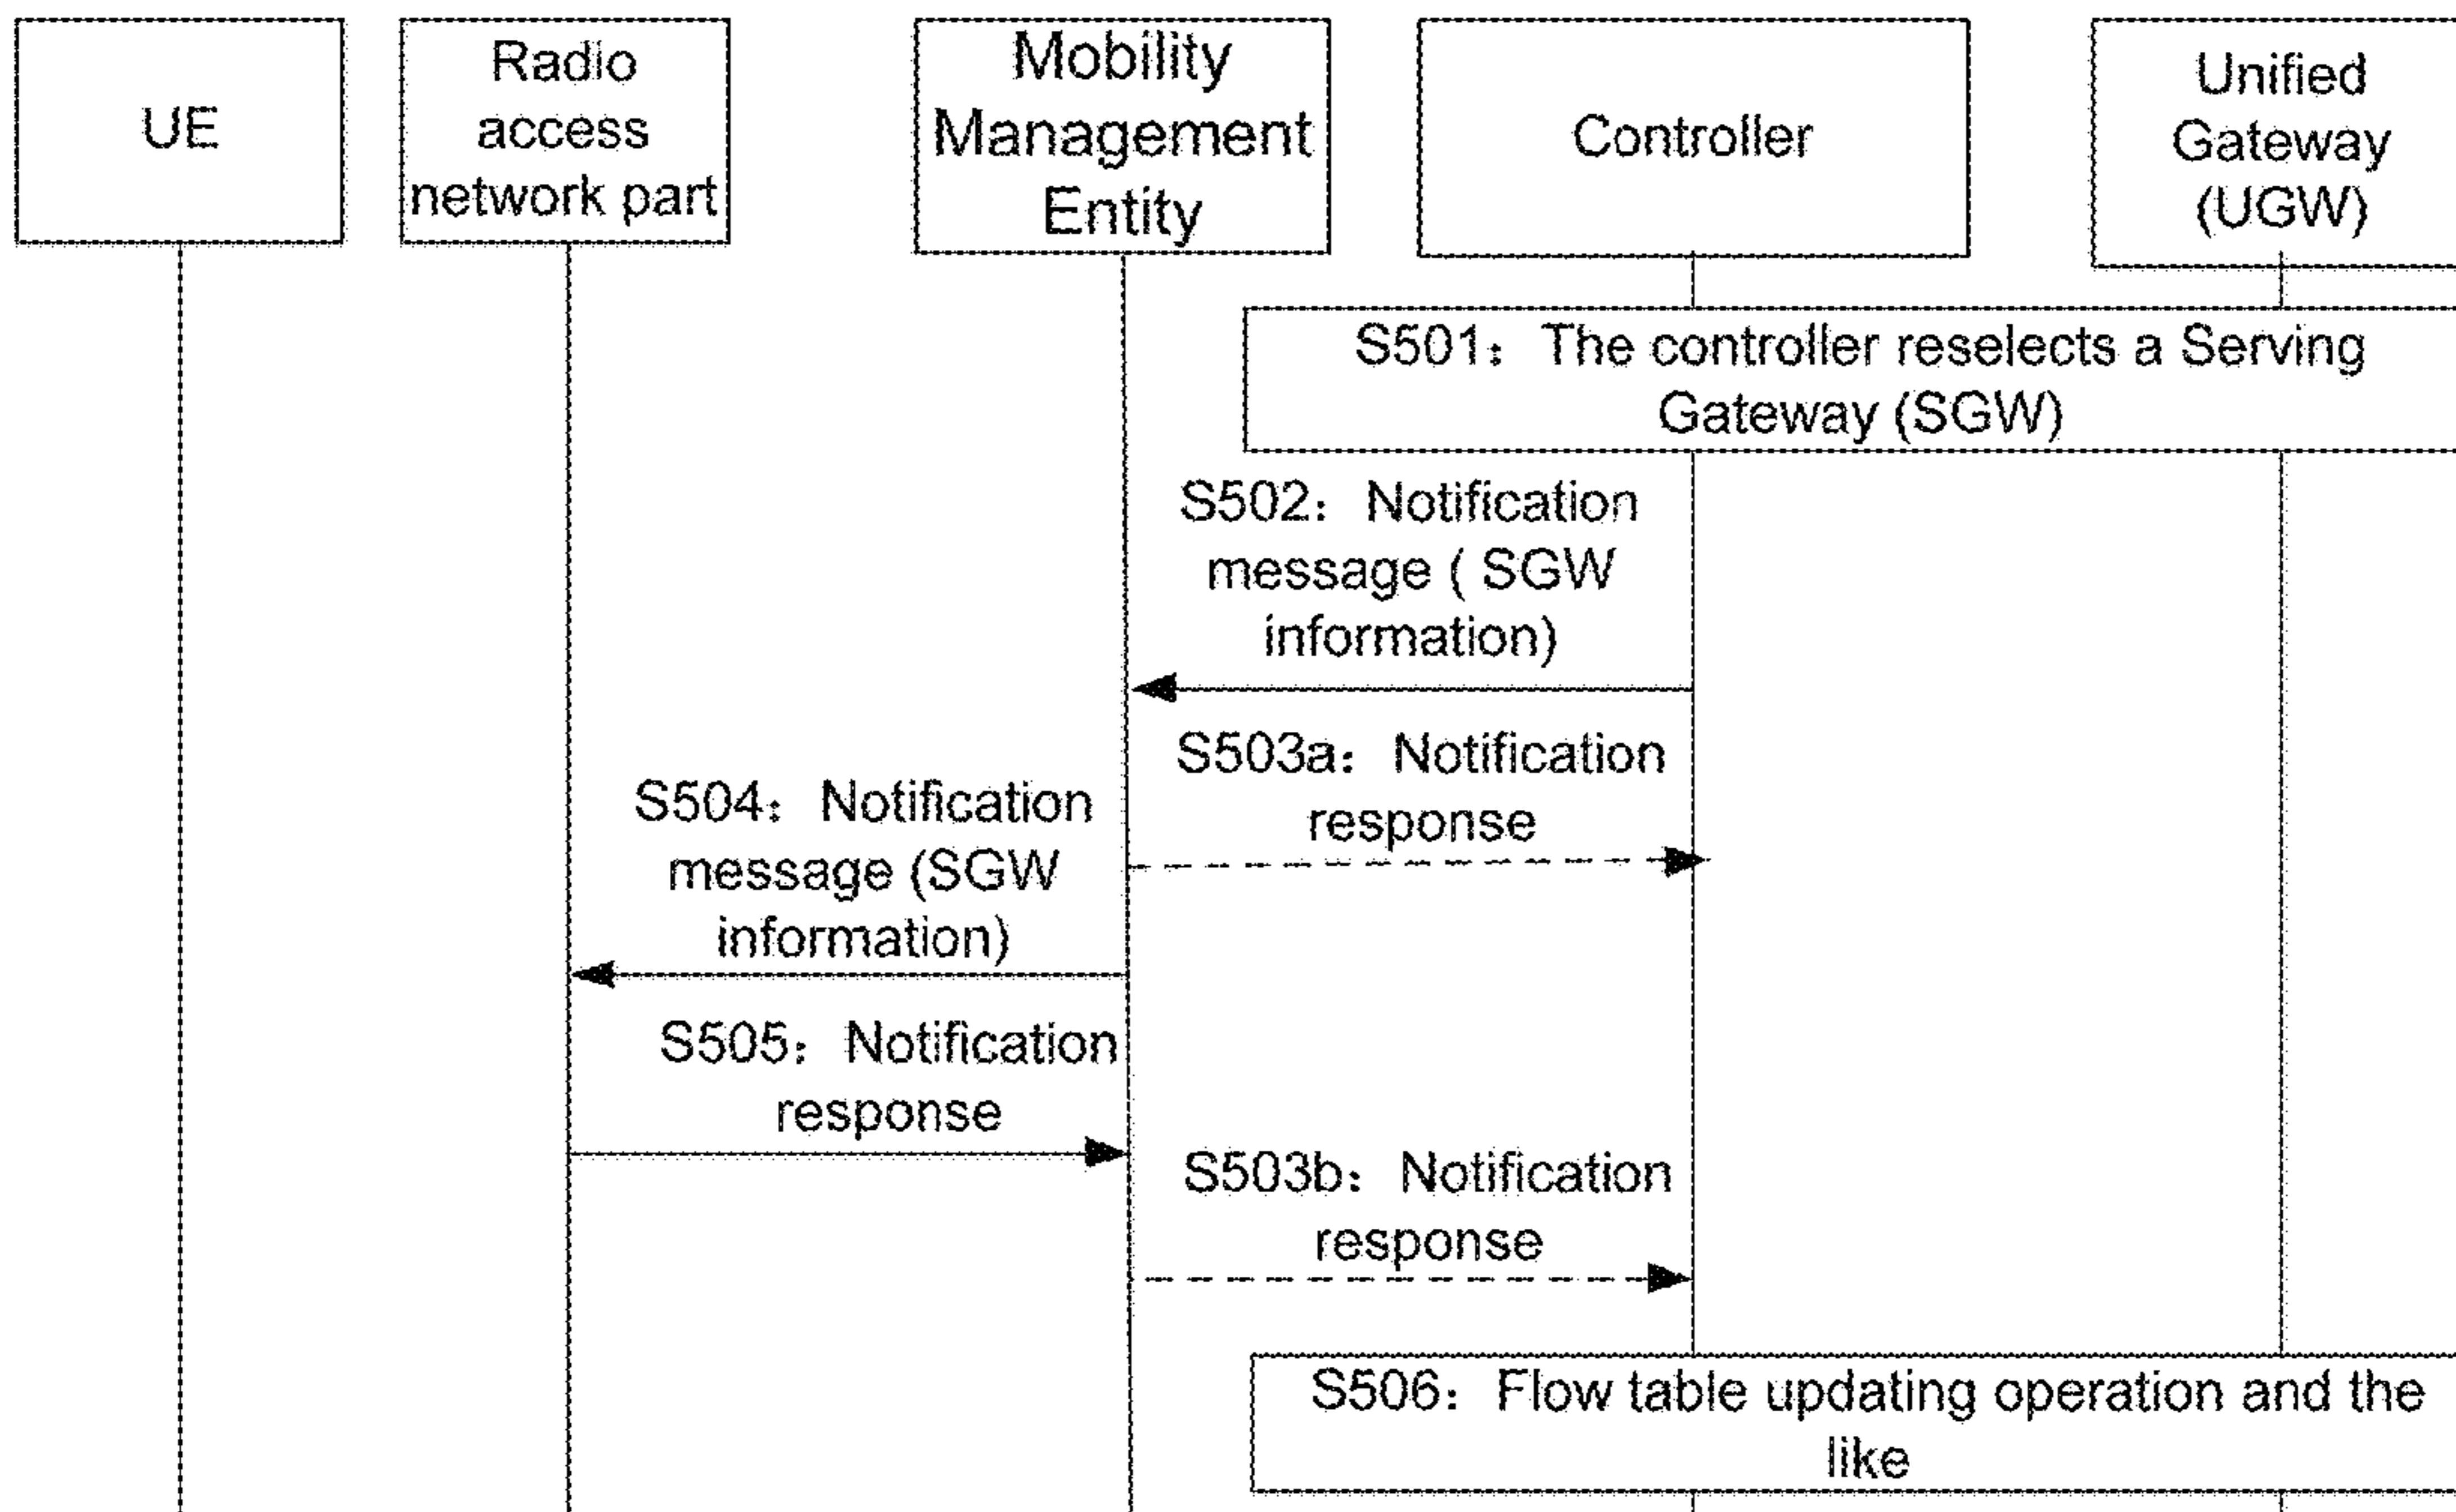 UE
Radio
access
network part
Mobility
Management
Entity
Controller
Unified
Gateway
(UGW)
S501: The controller reselects a Serving
Gateway (SGW)
S502: Notification
message ( SGW
information)
S503a: Notification
response
S504: Notification
message (SGW
information)
S505: Notification
response
S503b: Notification
response
S506: Flow table updating operation and the
like